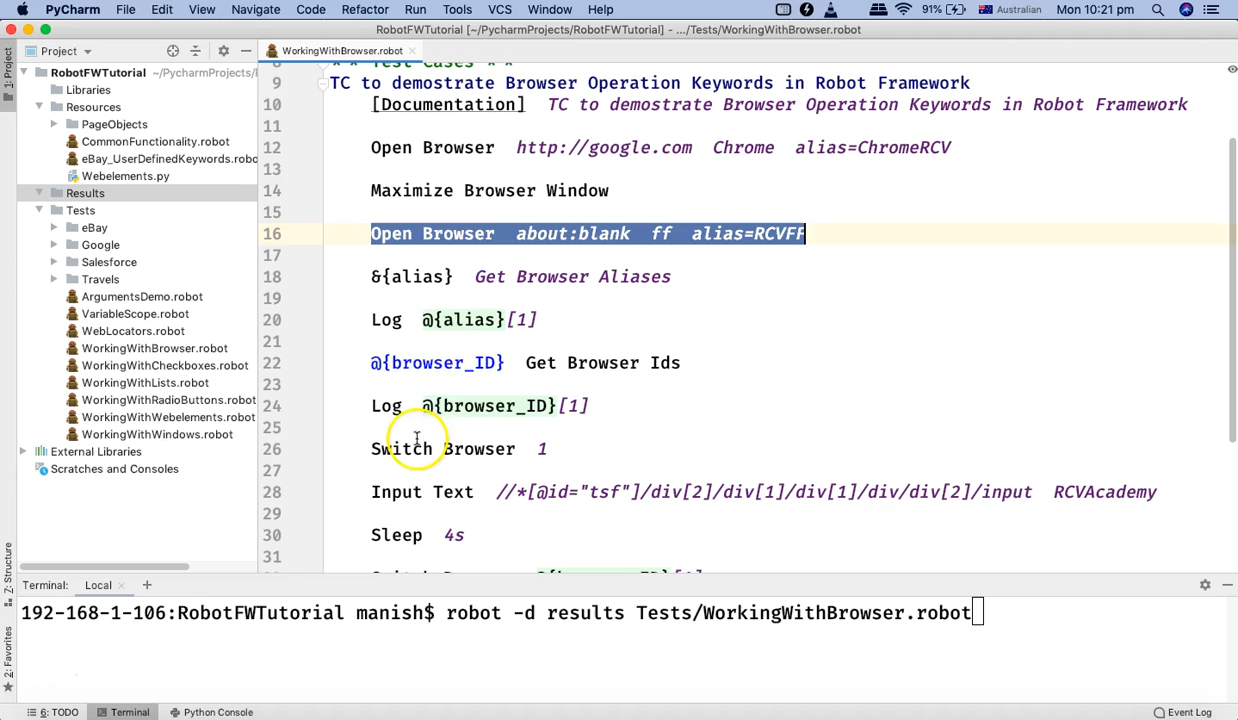 PyCharm File Edit View Navigate Code Refactor Run Tools VCS Window Help 91% Australian Mon 10:21 pm
RobotFWTutorial [~/PycharmProjects/RobotFWTutorial] - .../Tests/WorkingWithBrowser.robot
1: Project
Project
WorkingWithBrowser.robot
RobotFWTutorial ~/PycharmProjects/
Libraries
Resources
PageObjects
CommonFunctionality.robot
eBay_UserDefinedKeywords.robo
Webelements.py
Results
Tests
eBay
Google
Salesforce
Travels
ArgumentsDemo.robot
VariableScope.robot
WebLocators.robot
WorkingWithBrowser.robot
WorkingWithCheckboxes.robot
WorkingWithLists.robot
WorkingWithRadioButtons.robot
WorkingWithWebelements.robot
WorkingWithWindows.robot
External Libraries
Scratches and Consoles
8 * * * Test Cases * * *
9 TC to demostrate Browser Operation Keywords in Robot Framework
10 [Documentation] TC to demostrate Browser Operation Keywords in Robot Framework
11
12 Open Browser http://google.com Chrome alias=ChromeRCV
13
14 Maximize Browser Window
15
16 Open Browser about:blank ff alias=RCVFF
17
18 &{alias} Get Browser Aliases
19
20 Log @{alias}[1]
21
22 @{browser_ID} Get Browser Ids
23
24 Log @{browser_ID}[1]
25
26 Switch Browser 1
27
28 Input Text //*[@id="tsf"]/div[2]/div[1]/div[1]/div/div[2]/input RCVAcademy
29
30 Sleep 4s
31
Z: Structure
2: Favorites
Terminal: Local
192-168-1-106:RobotFWTutorial manish$ robot -d results Tests/WorkingWithBrowser.robot
6: TODO Terminal Python Console Event Log